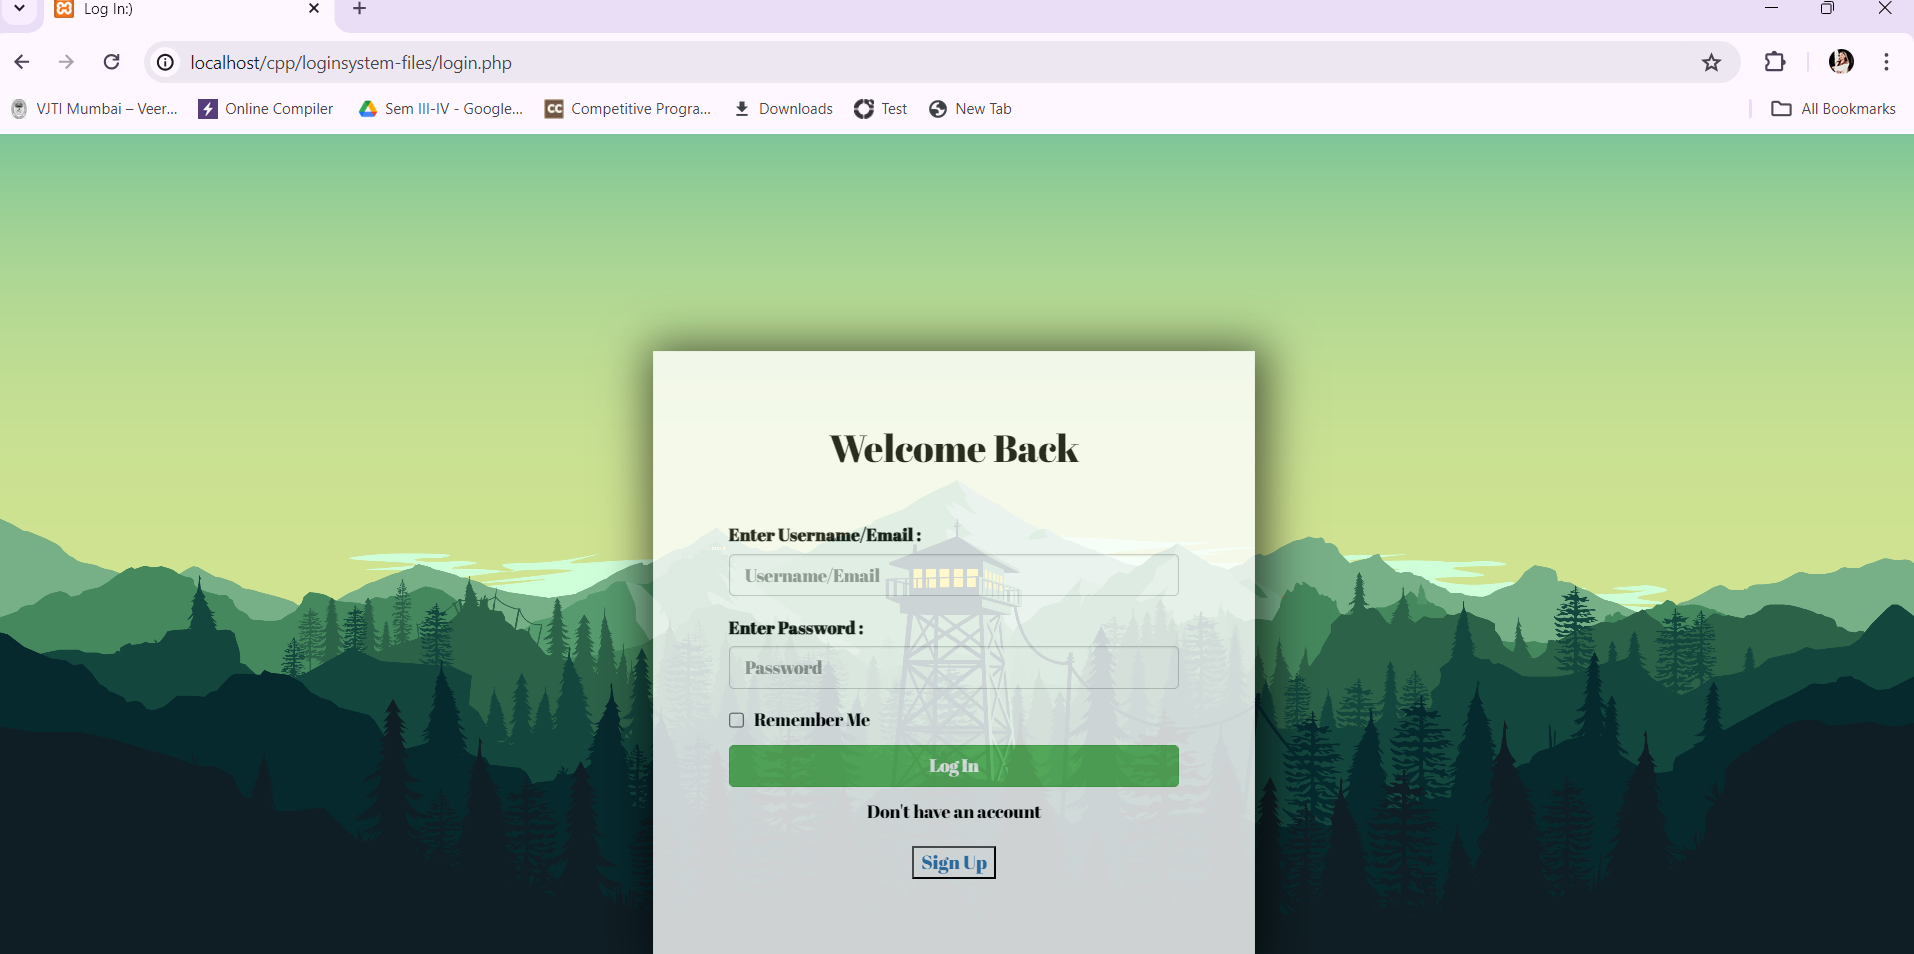 Log In:)
localhost/cpp/loginsystem-files/login.php
VJTI Mumbai – Veer... Online Compiler Sem III-IV - Google... CC Competitive Progra... Downloads Test New Tab All Bookmarks
Welcome Back
Enter Username/Email :
Username/Email
Enter Password :
Password
Remember Me
Log In
Don't have an account
Sign Up